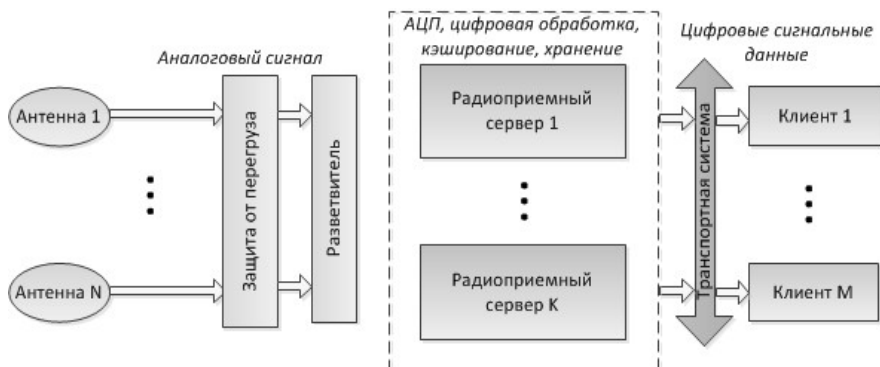 Аналоговый сигнал
АЦП, цифровая обработка,
кэширование, хранение
Цифровые сигнальные
данные
Антенна 1
Антенна N
Защита от перегруза
Разветвитель
Радиоприемный
сервер 1
Радиоприемный
сервер K
Транспортная система
Клиент 1
Клиент M